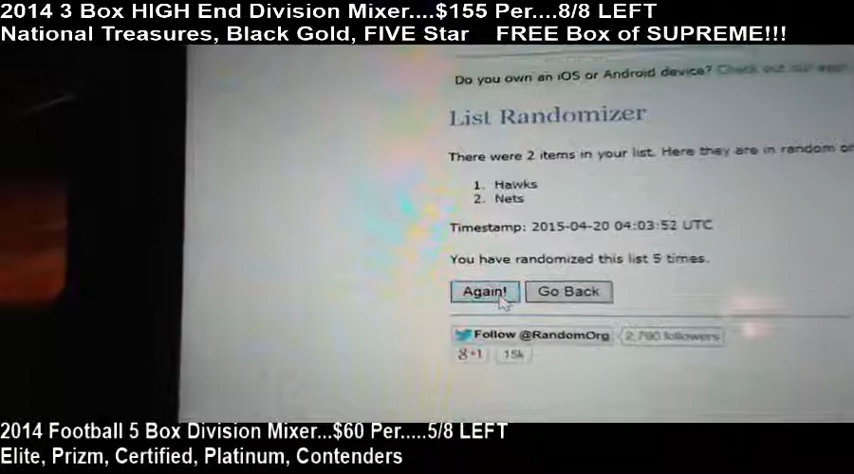 2014 3 Box HIGH End Division Mixer....$155 Per....8/8 LEFT
National Treasures, Black Gold, FIVE Star FREE Box of SUPREME!!!
Do you own an iOS or Android device? Check out our app!
List Randomizer
There were 2 items in your list. Here they are in random
1. Hawks
2. Nets
Timestamp: 2015-04-20 04:03:52 UTC
You have randomized this list 5 times.
Again! Go Back
Follow @RandomOrg 2,790 followers
g+1 15k
2014 Football 5 Box Division Mixer...$60 Per.....5/8 LEFT
Elite, Prizm, Certified, Platinum, Contenders